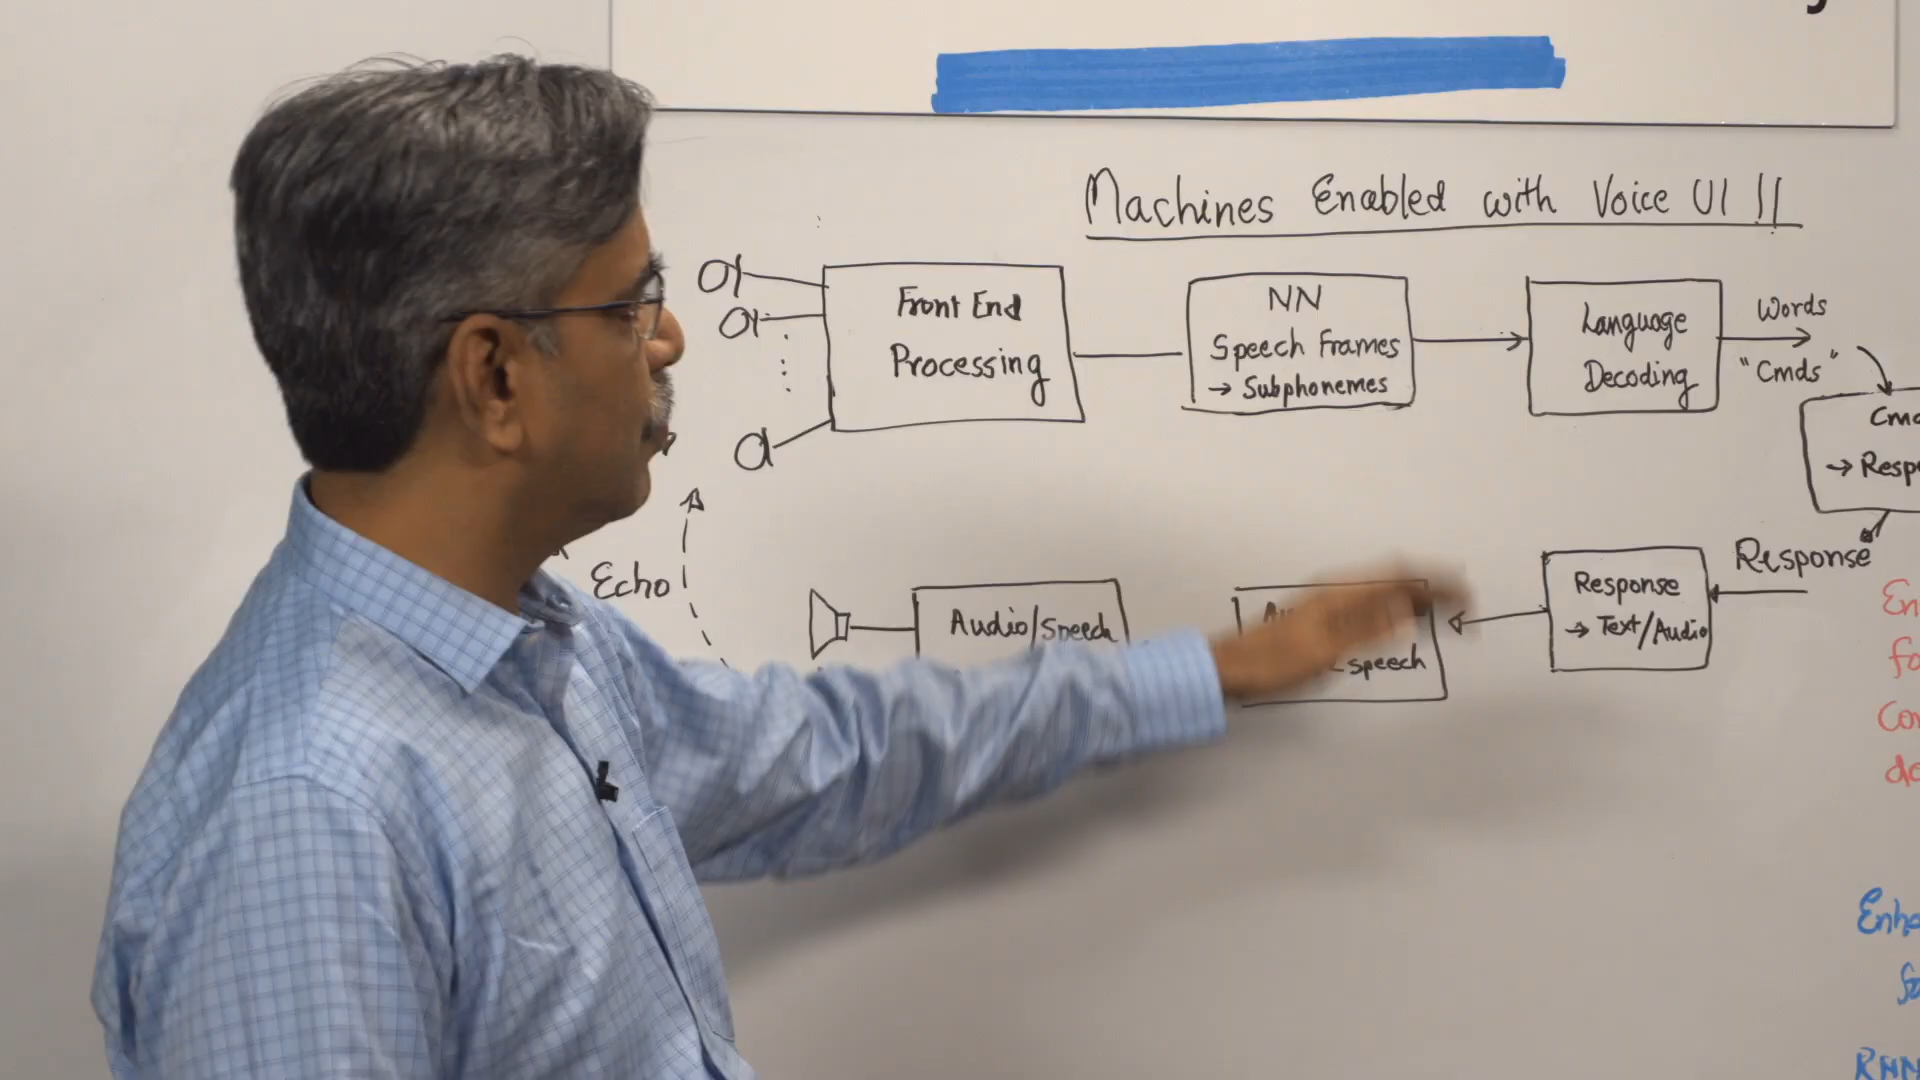 Machines Enabled with Voice UI !!
Front End
Processing
NN
Speech Frames
→ Subphonemes
Language
Decoding
Words
"Cmds"
→
Response
Response
→ Text/Audio
speech
Audio/Speech
Echo